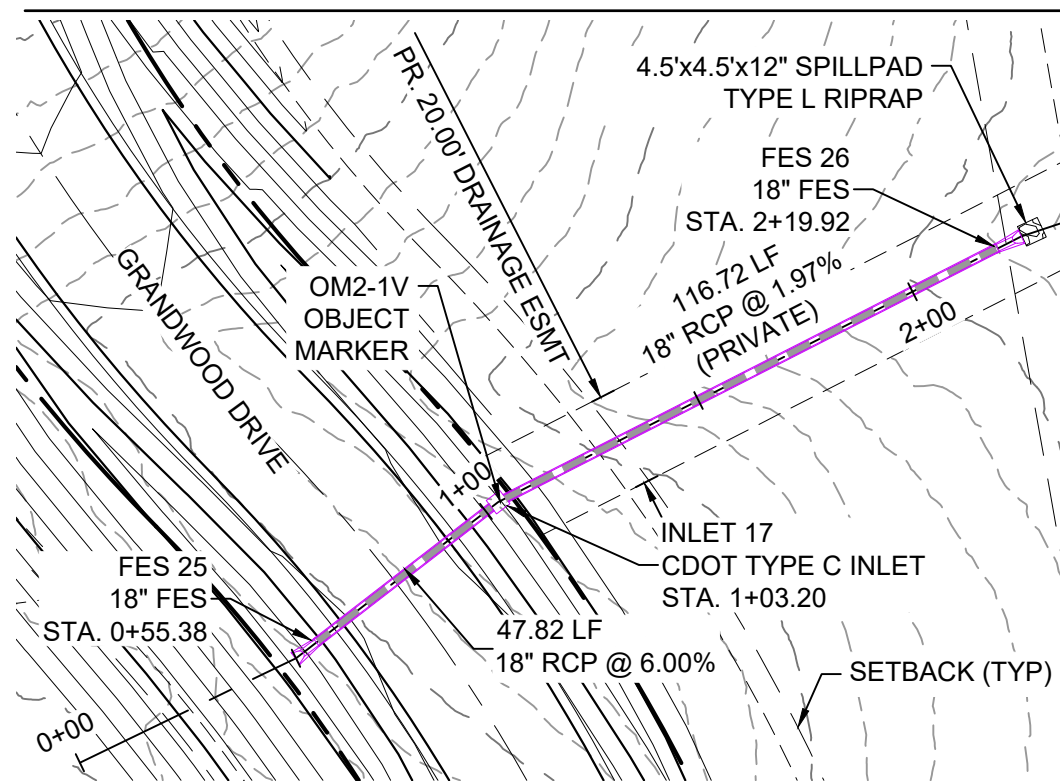 4.5'x4.5'x12" SPILLPAD
TYPE L RIPRAP
PR. 20.00' DRAINAGE ESMT
FES 26
18" FES
STA. 2+19.92
116.72 LF
18" RCP @ 1.97%
(PRIVATE)
2+00
GRANDWOOD DRIVE
OM2-1V
OBJECT
MARKER
1+00
INLET 17
CDOT TYPE C INLET
STA. 1+03.20
FES 25
18" FES
STA. 0+55.38
47.82 LF
18" RCP @ 6.00%
SETBACK (TYP)
0+00